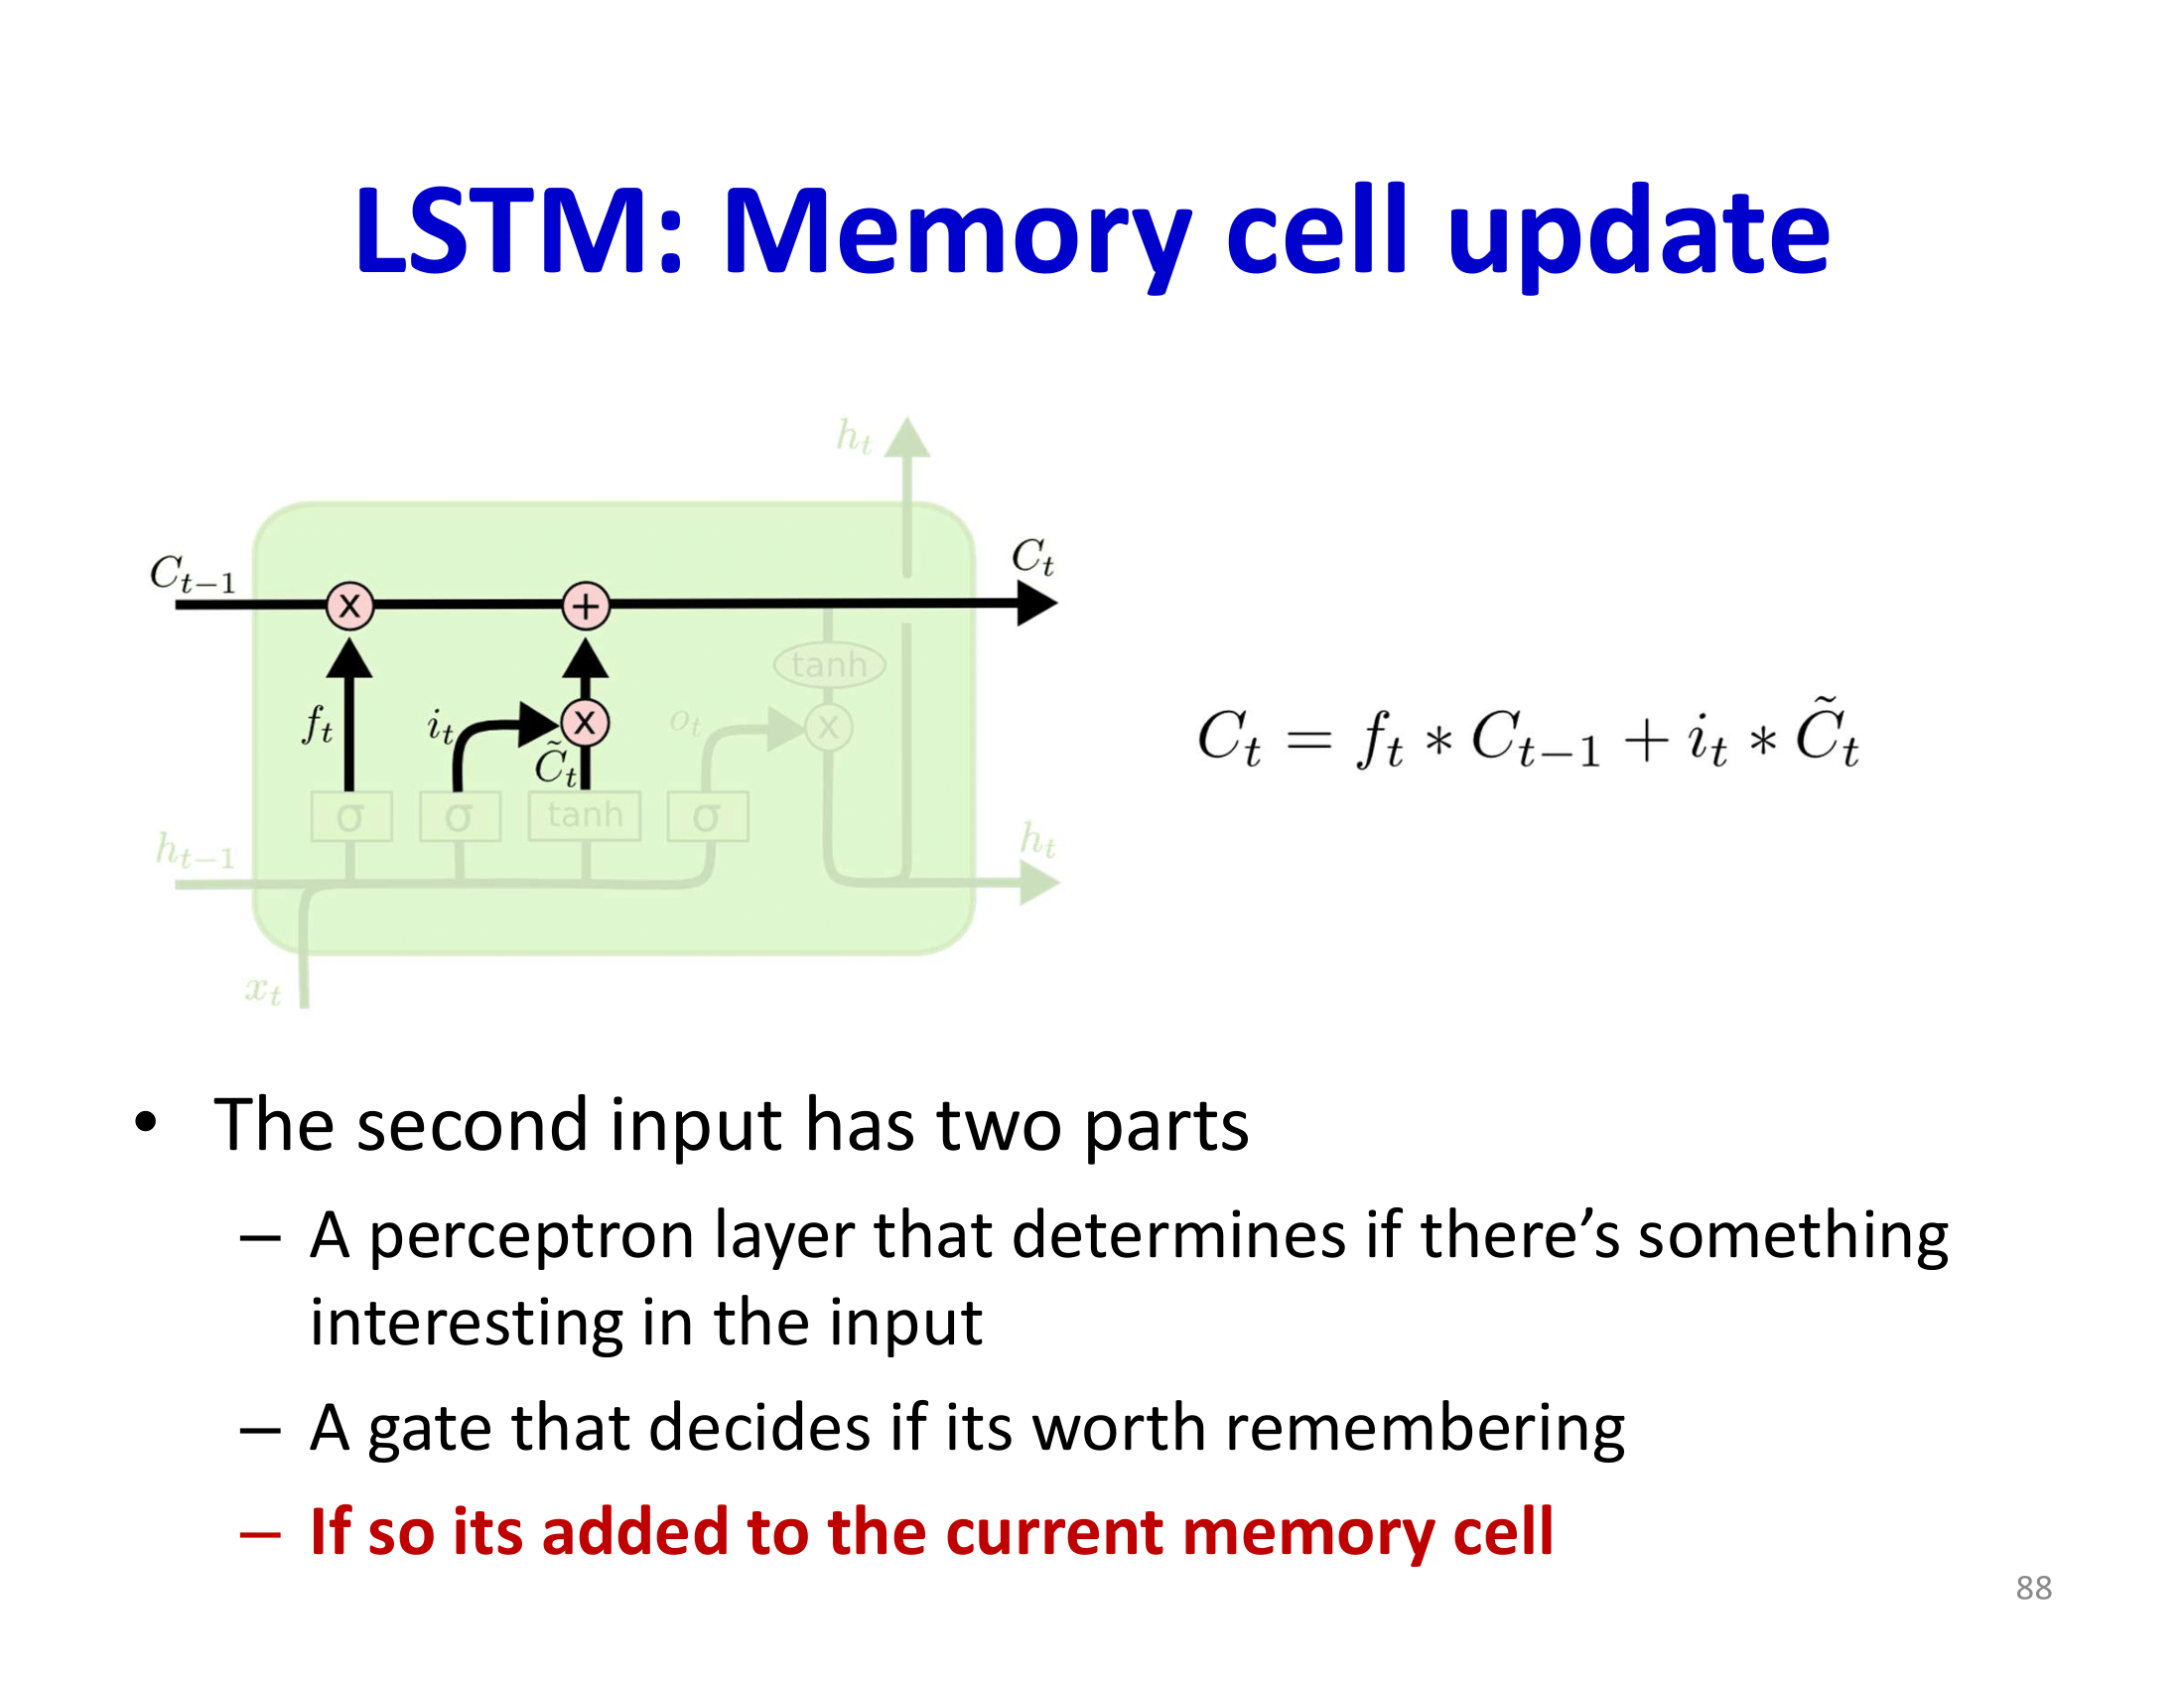 LSTM: Memory cell update
h_t
C_{t-1}
C_t
x
+
tanh
f_t
i_t
x
o_t
x
C̃_t
σ
σ
tanh
σ
h_{t-1}
h_t
x_t
C_t = f_t * C_{t-1} + i_t * C̃_t
• The second input has two parts
– A perceptron layer that determines if there’s something
interesting in the input
– A gate that decides if its worth remembering
– If so its added to the current memory cell
88